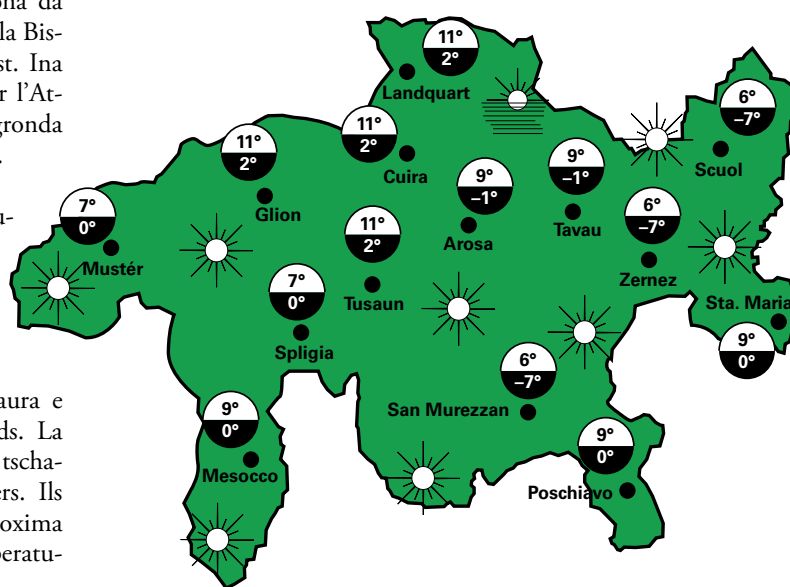 ona da
la Bis-
st. Ina
r l'At-
gronda
u-
aura e
ds. La
tscha-
ers. Ils
oxima
peratu-
11°
2°
Landquart
6°
–7°
Scuol
11°
2°
Cuira
11°
2°
Glion
9°
–1°
Arosa
9°
–1°
Tavau
7°
0°
Mustér
11°
2°
Tusaun
6°
–7°
Zernez
7°
0°
Spligia
Sta. Maria
9°
0°
6°
–7°
San Murezzan
9°
0°
Mesocco
9°
0°
Poschiavo